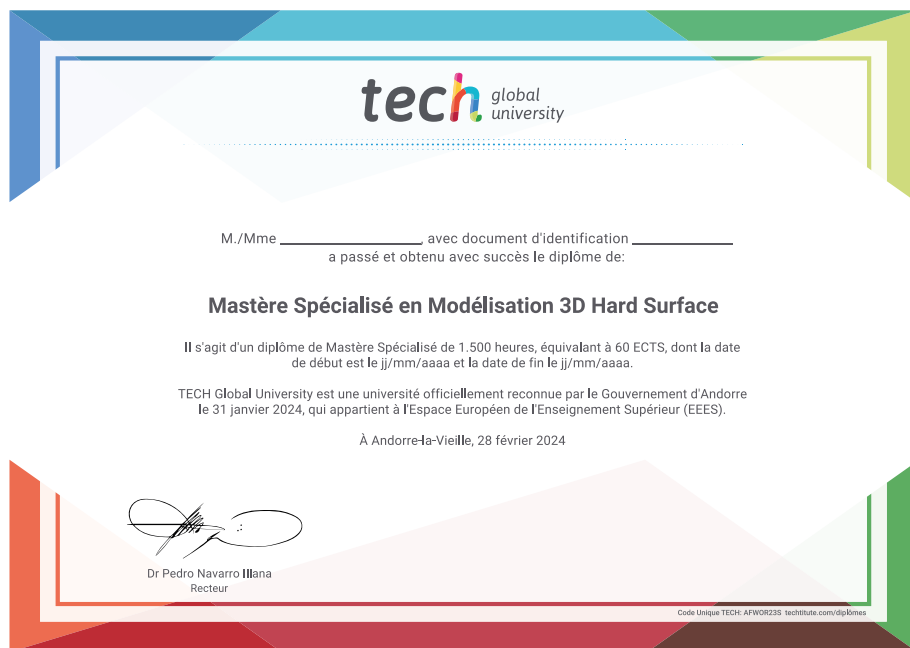 tech global university
M./Mme ____________, avec document d'identification ____________
a passé et obtenu avec succès le diplôme de:
Mastère Spécialisé en Modélisation 3D Hard Surface
Il s'agit d'un diplôme de Mastère Spécialisé de 1.500 heures, équivalant à 60 ECTS, dont la date
de début est le jj/mm/aaaa et la date de fin le jj/mm/aaaa.
TECH Global University est une université officiellement reconnue par le Gouvernement d'Andorre
le 31 janvier 2024, qui appartient à l'Espace Européen de l'Enseignement Supérieur (EEES).
À Andorre-la-Vieille, 28 février 2024
Dr Pedro Navarro Illana
Recteur
Code Unique TECH: AFWOR23S techtitute.com/diplômes